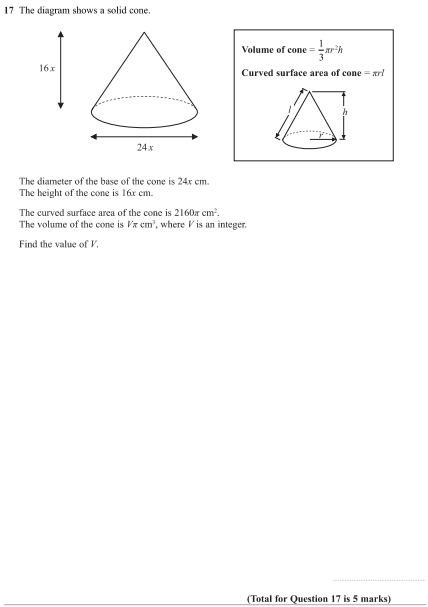 17 The diagram shows a solid cone.
16x
24x
Volume of cone = \frac{1}{3}πr²h
Curved surface area of cone = πrl
l
h
r
The diameter of the base of the cone is 24x cm.
The height of the cone is 16x cm.
The curved surface area of the cone is 2160π cm².
The volume of the cone is Vπ cm³, where V is an integer.
Find the value of V.
(Total for Question 17 is 5 marks)